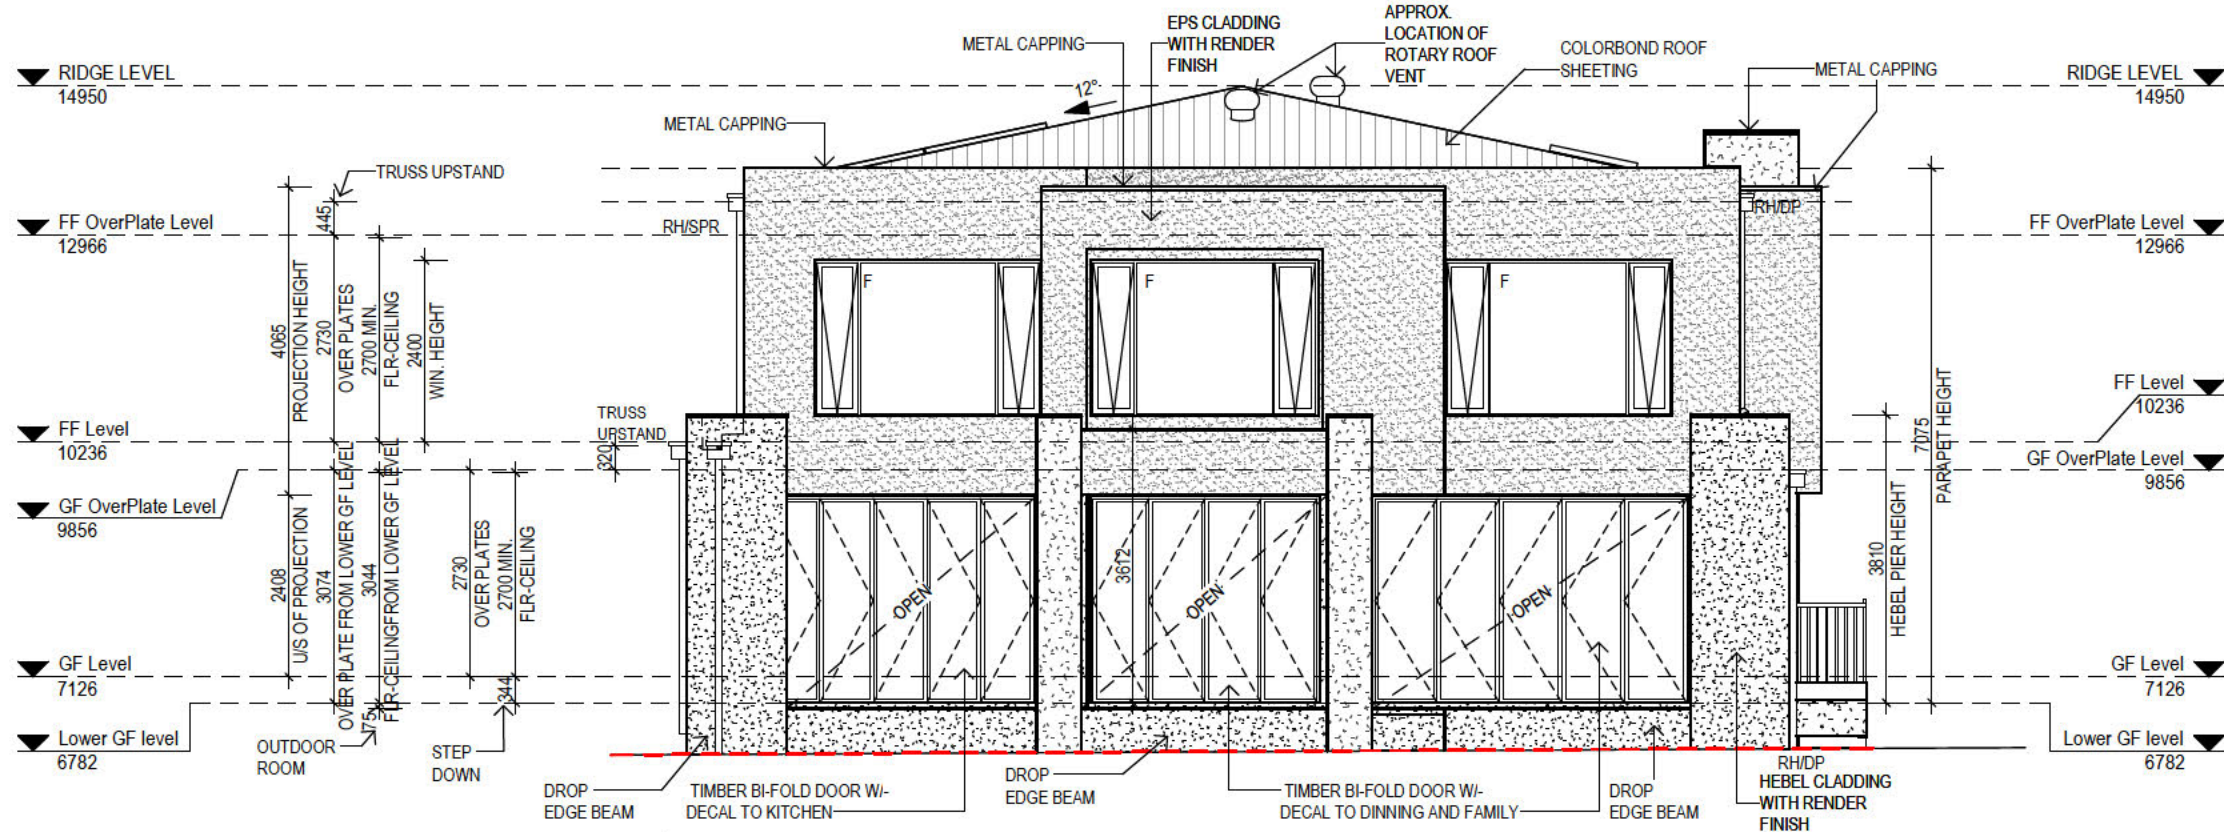 EPS CLADDING
WITH RENDER
FINISH
METAL CAPPING
APPROX.
LOCATION OF
ROTARY ROOF
VENT
COLORBOND ROOF
SHEETING
METAL CAPPING
RIDGE LEVEL
14950
RIDGE LEVEL
14950
12°
METAL CAPPING
TRUSS UPSTAND
445
FF OverPlate Level
12966
RH/SPR
RH/DP
FF OverPlate Level
12966
4065
PROJECTION HEIGHT
2730
OVER PLATES
2700 MIN.
FLR-CEILING
2400
WIN. HEIGHT
F
F
F
FF Level
10236
TRUSS
UPSTAND
320
FF Level
10236
GF OverPlate Level
9856
GF OverPlate Level
9856
7075
PARAPET HEIGHT
3810
HEBEL PIER HEIGHT
2408
U/S OF PROJECTION
3074
OVER PLATE FROM LOWER GF LEVEL
3044
FLR-CEILINGFROM LOWER GF LEVEL
2730
OVER PLATES
2700 MIN.
FLR-CEILING
3612
OPEN
OPEN
OPEN
GF Level
7126
344
175
GF Level
7126
Lower GF level
6782
OUTDOOR
ROOM
STEP
DOWN
Lower GF level
6782
DROP
EDGE BEAM
TIMBER BI-FOLD DOOR W/-
DECAL TO KITCHEN
DROP
EDGE BEAM
TIMBER BI-FOLD DOOR W/-
DECAL TO DINNING AND FAMILY
DROP
EDGE BEAM
RH/DP
HEBEL CLADDING
WITH RENDER
FINISH